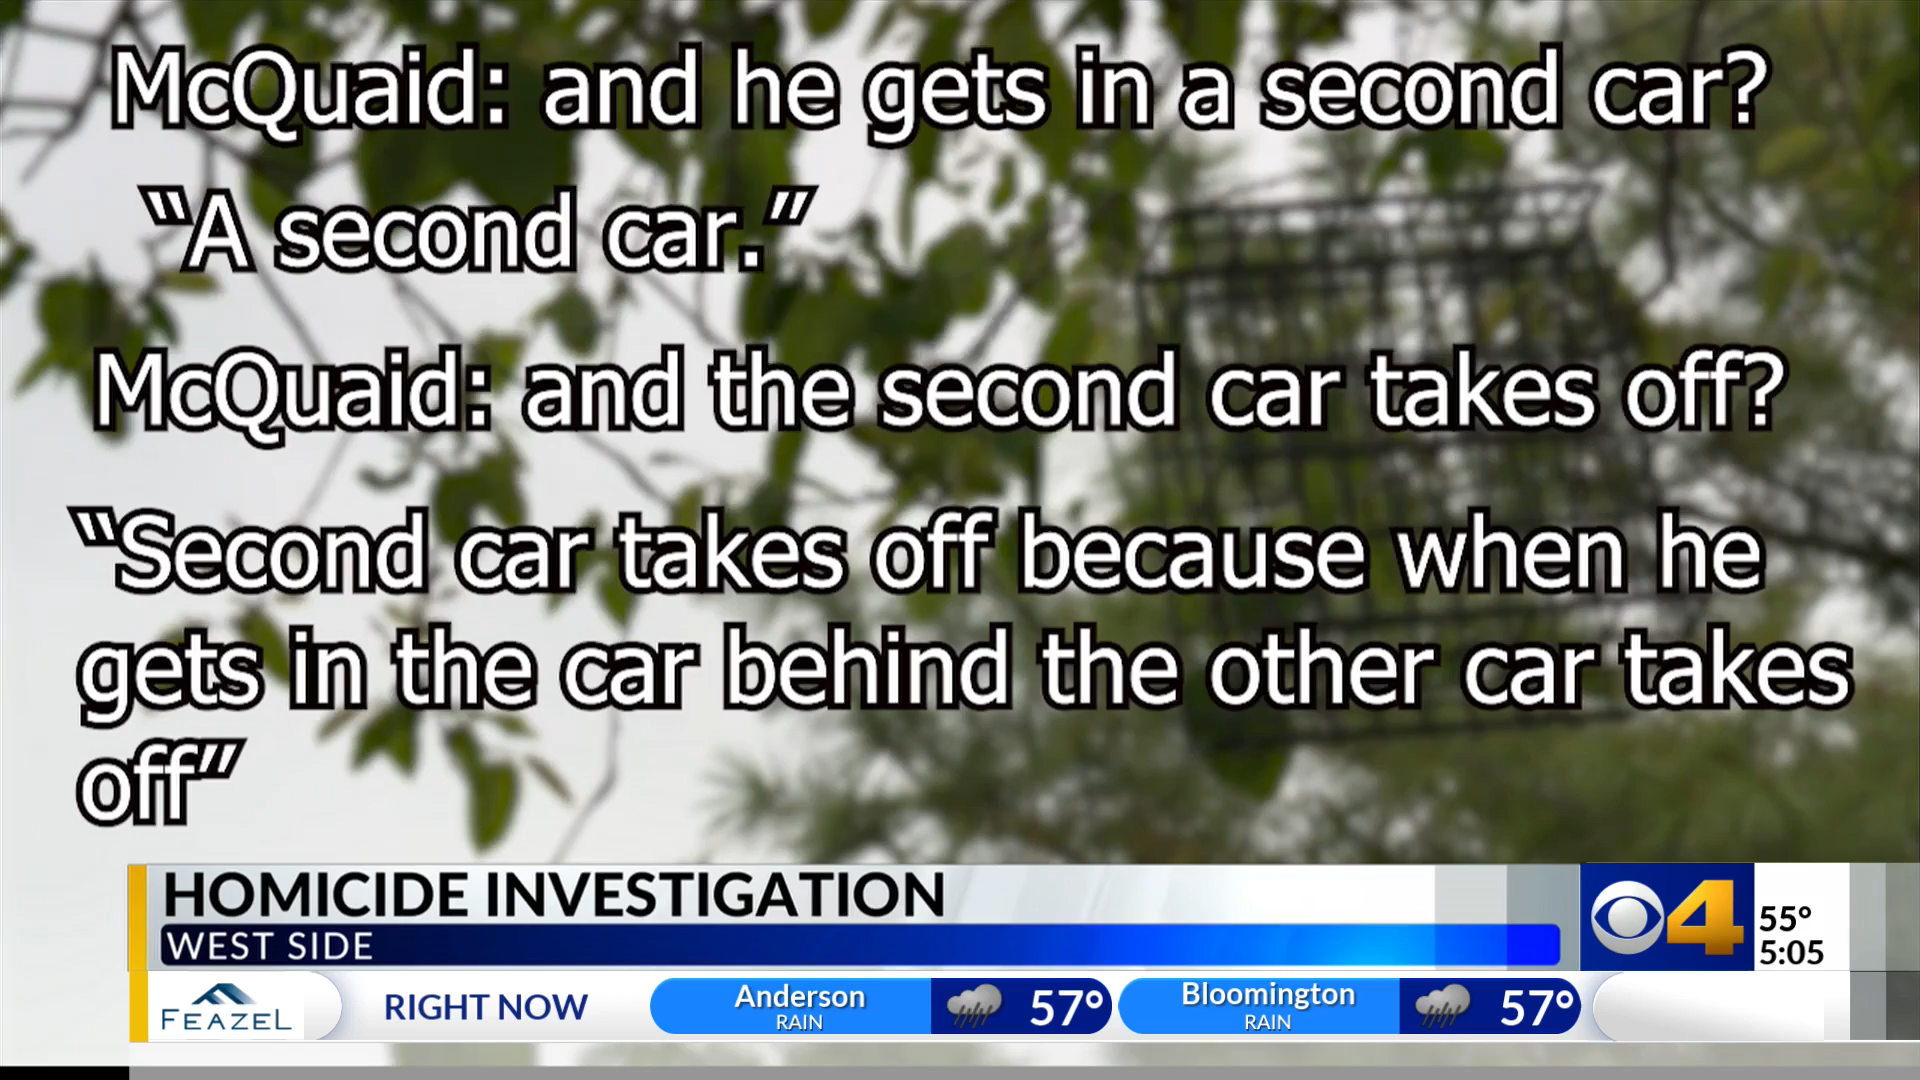 McQuaid: and he gets in a second car?
“A second car.”
McQuaid: and the second car takes off?
“Second car takes off because when he
gets in the car behind the other car takes
off”
HOMICIDE INVESTIGATION
WEST SIDE
4
55°
5:05
FEAZEL
RIGHT NOW
Anderson
RAIN
57°
Bloomington
RAIN
57°